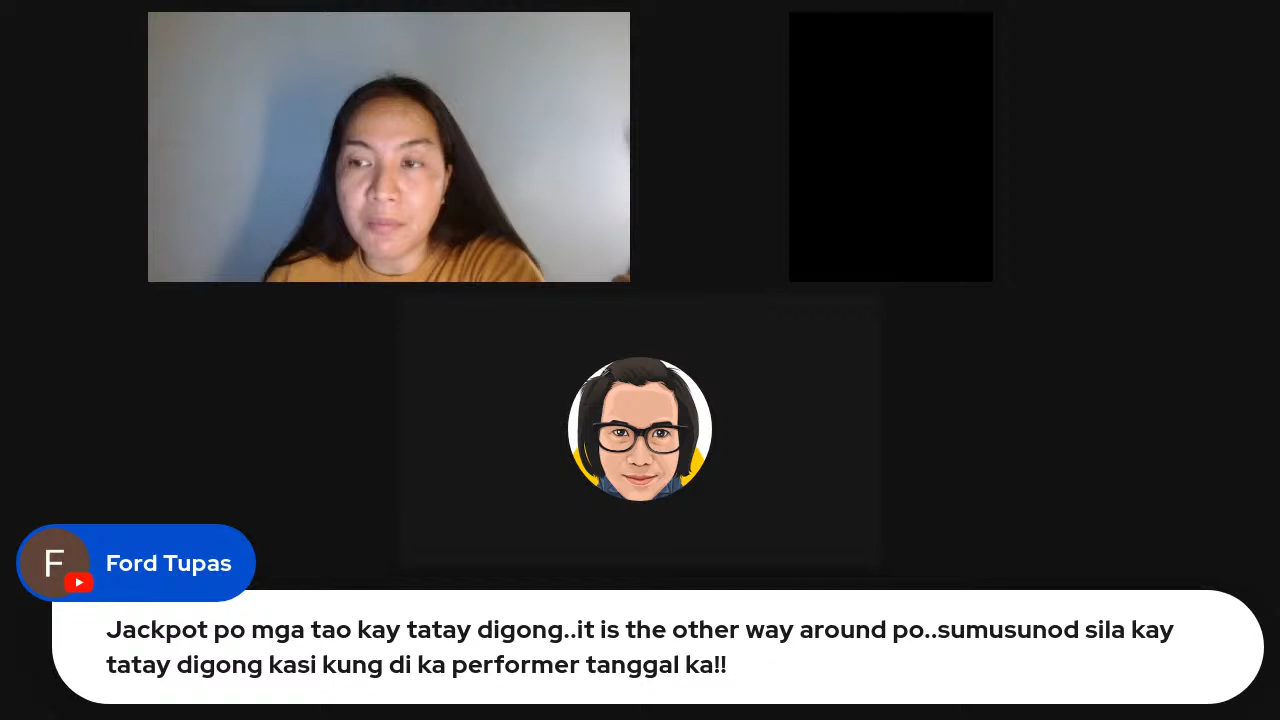 F
Ford Tupas
Jackpot po mga tao kay tatay digong..it is the other way around po..sumusunod sila kay
tatay digong kasi kung di ka performer tanggal ka!!